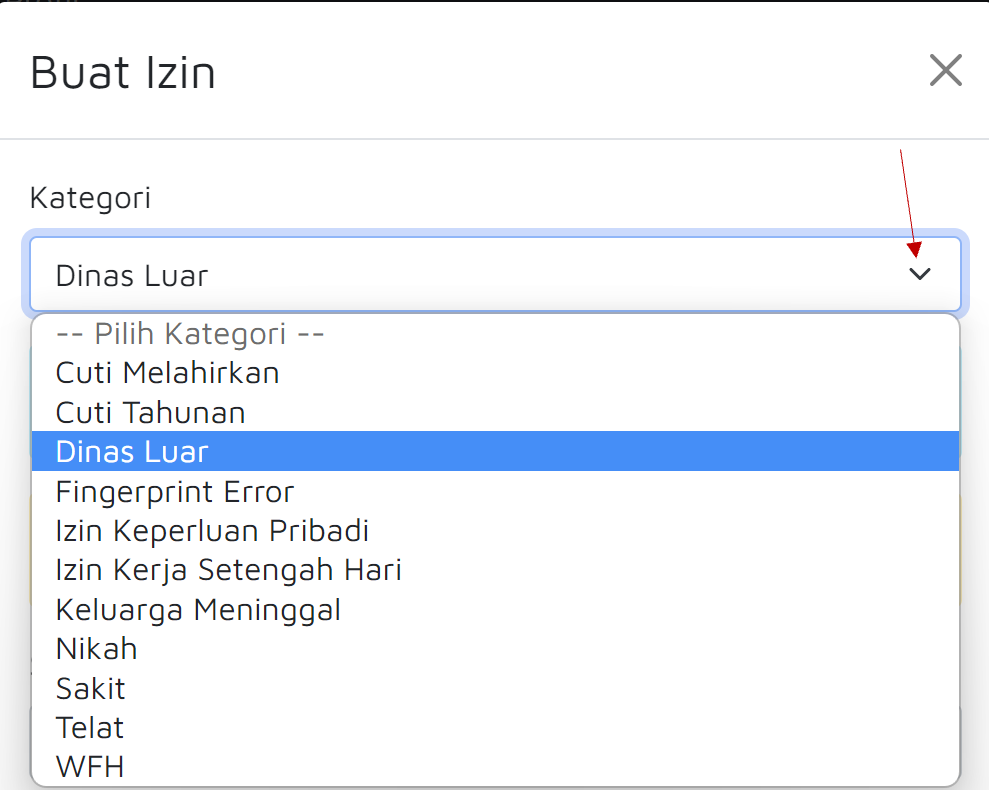 Buat Izin
Kategori
Dinas Luar
-- Pilih Kategori --
Cuti Melahirkan
Cuti Tahunan
Dinas Luar
Fingerprint Error
Izin Keperluan Pribadi
Izin Kerja Setengah Hari
Keluarga Meninggal
Nikah
Sakit
Telat
WFH